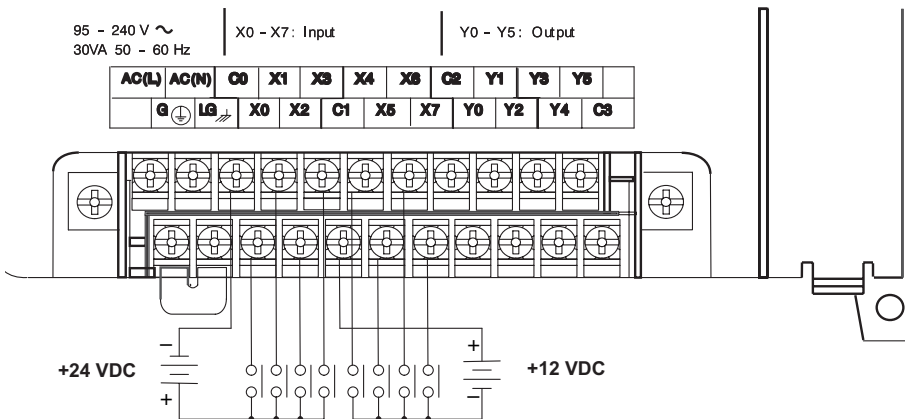 95 - 240 V ∿ X0 - X7: Input Y0 - Y5: Output
30VA 50 - 60 Hz
AC(L) AC(N) C0 X1 X3 X4 X6 C2 Y1 Y3 Y5
G LG X0 X2 C1 X5 X7 Y0 Y2 Y4 C3
− +
+24 VDC +12 VDC
+ −